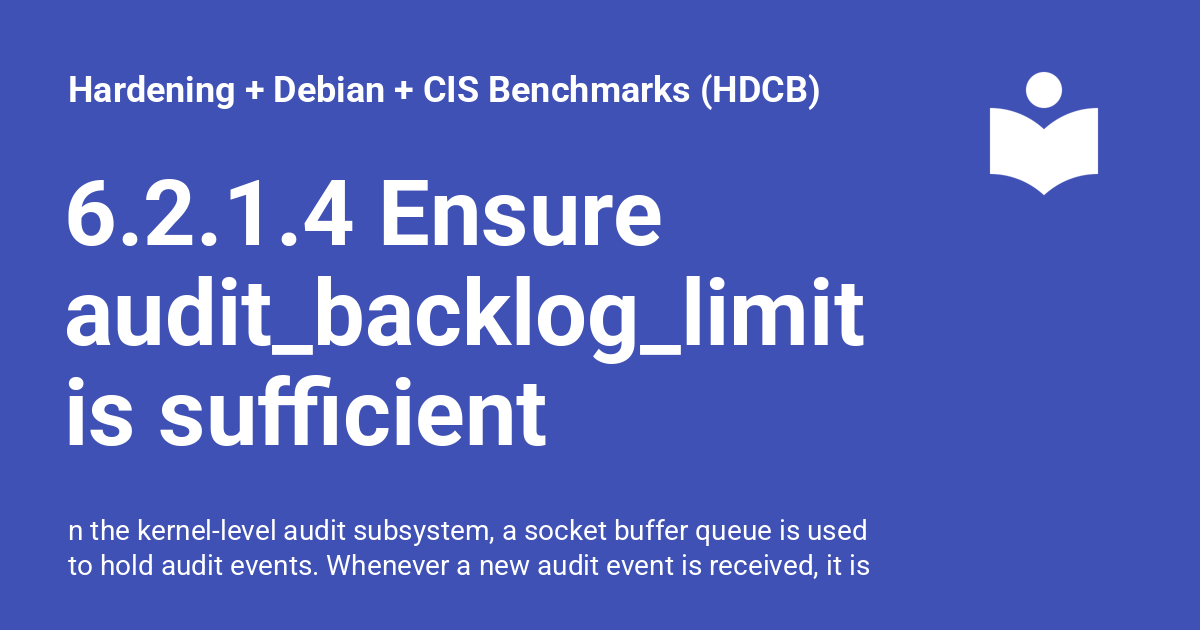 Hardening + Debian + CIS Benchmarks (HDCB)
6.2.1.4 Ensure
audit_backlog_limit
is sufficient
n the kernel-level audit subsystem, a socket buffer queue is used
to hold audit events. Whenever a new audit event is received, it is